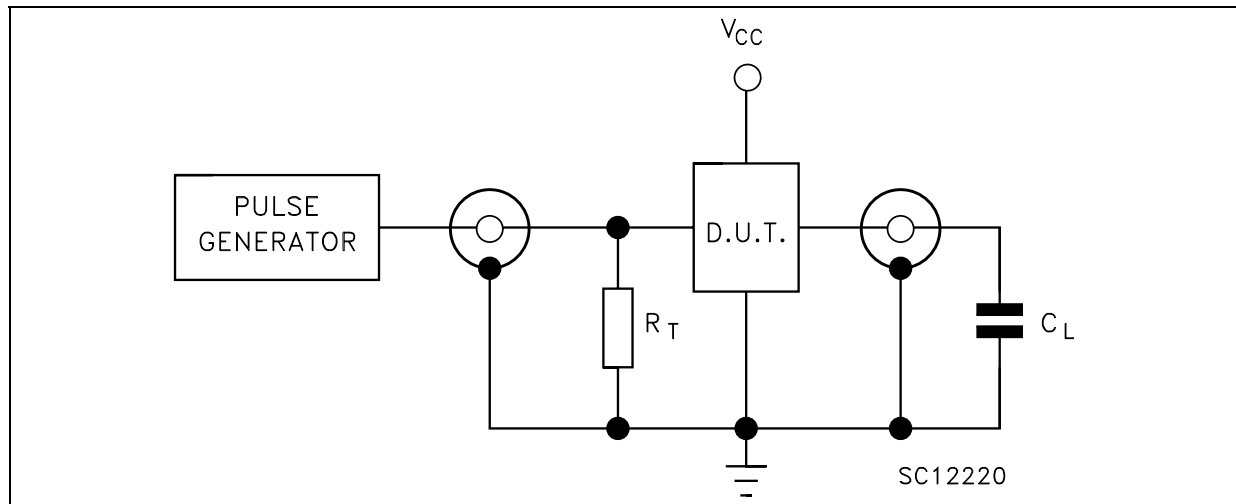 VCC
PULSE
GENERATOR
D.U.T.
RT
CL
SC12220